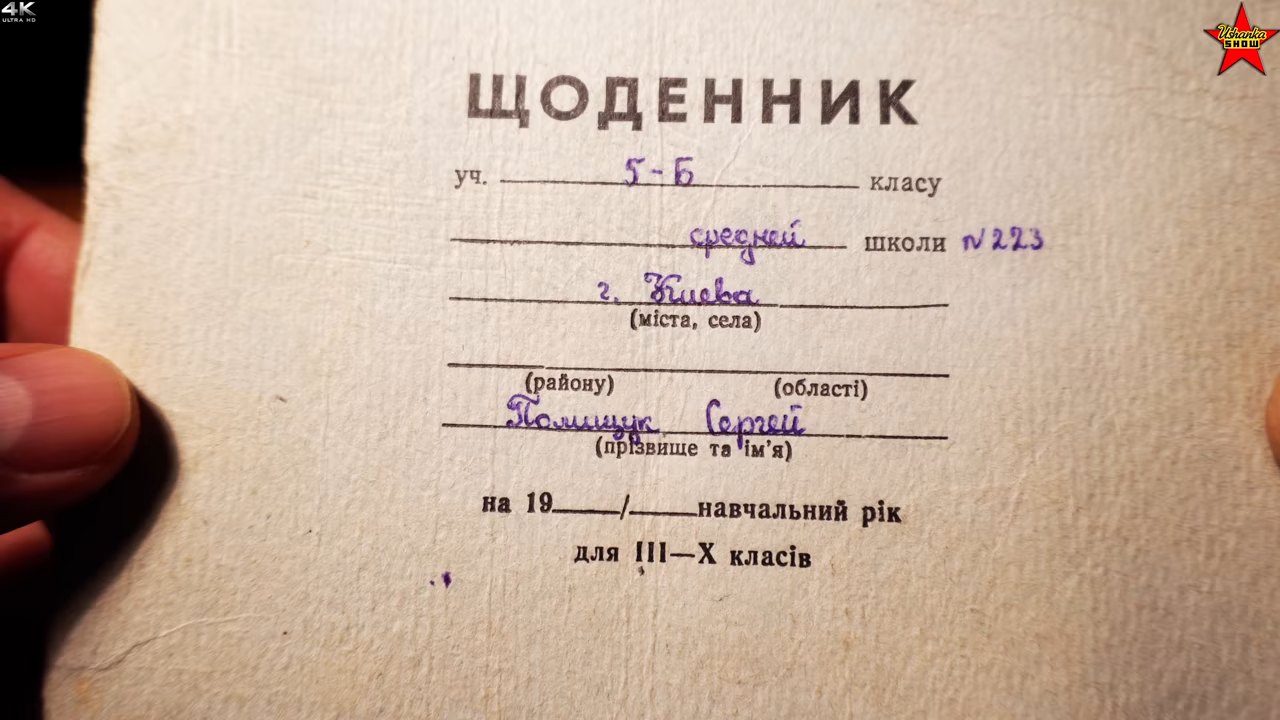 4K
ULTRA HD
Ushanka
SHOW
ЩОДЕННИК
уч. 5-Б класу
средней школи №223
г. Киева
(міста, села)
(району) (області)
Полищук Сергей
(прізвище та ім'я)
на 19 / навчальний рік
для III—X класів